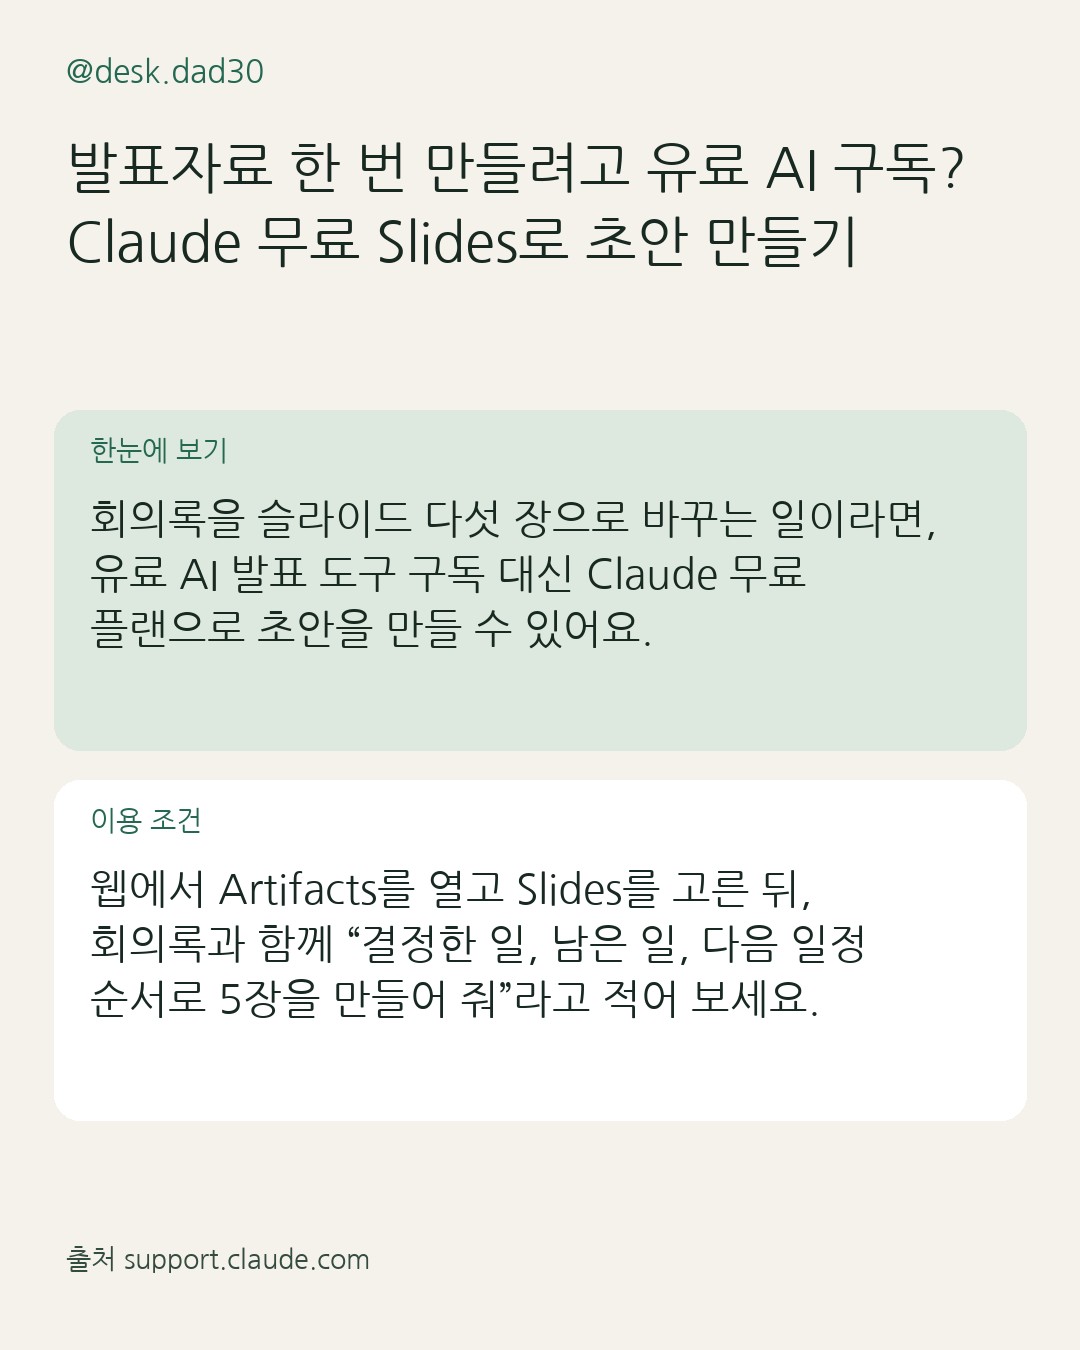 @desk.dad30
발표자료 한 번 만들려고 유료 AI 구독?
Claude 무료 Slides로 초안 만들기
한눈에 보기
회의록을 슬라이드 다섯 장으로 바꾸는 일이라면,
유료 AI 발표 도구 구독 대신 Claude 무료
플랜으로 초안을 만들 수 있어요.
이용 조건
웹에서 Artifacts를 열고 Slides를 고른 뒤,
회의록과 함께 “결정한 일, 남은 일, 다음 일정
순서로 5장을 만들어 줘”라고 적어 보세요.
출처 support.claude.com